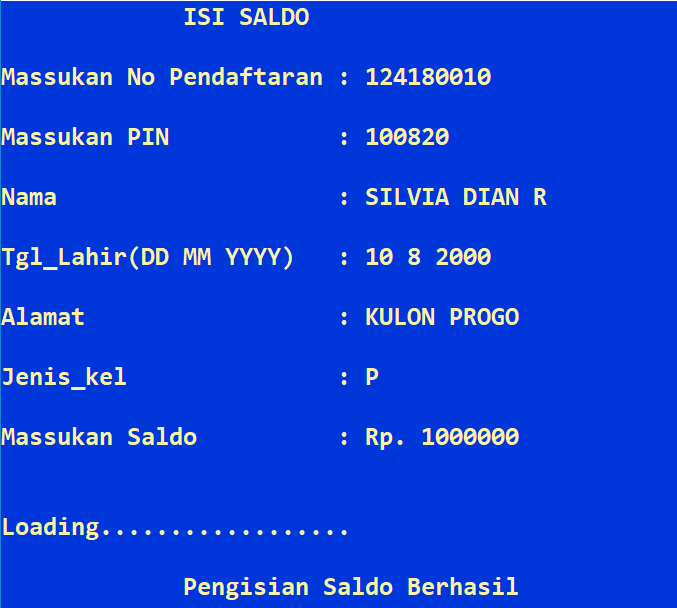 ISI SALDO
Massukan No Pendaftaran : 124180010
Massukan PIN : 100820
Nama : SILVIA DIAN R
Tgl_Lahir(DD MM YYYY) : 10 8 2000
Alamat : KULON PROGO
Jenis_kel : P
Massukan Saldo : Rp. 1000000
Loading..................
Pengisian Saldo Berhasil